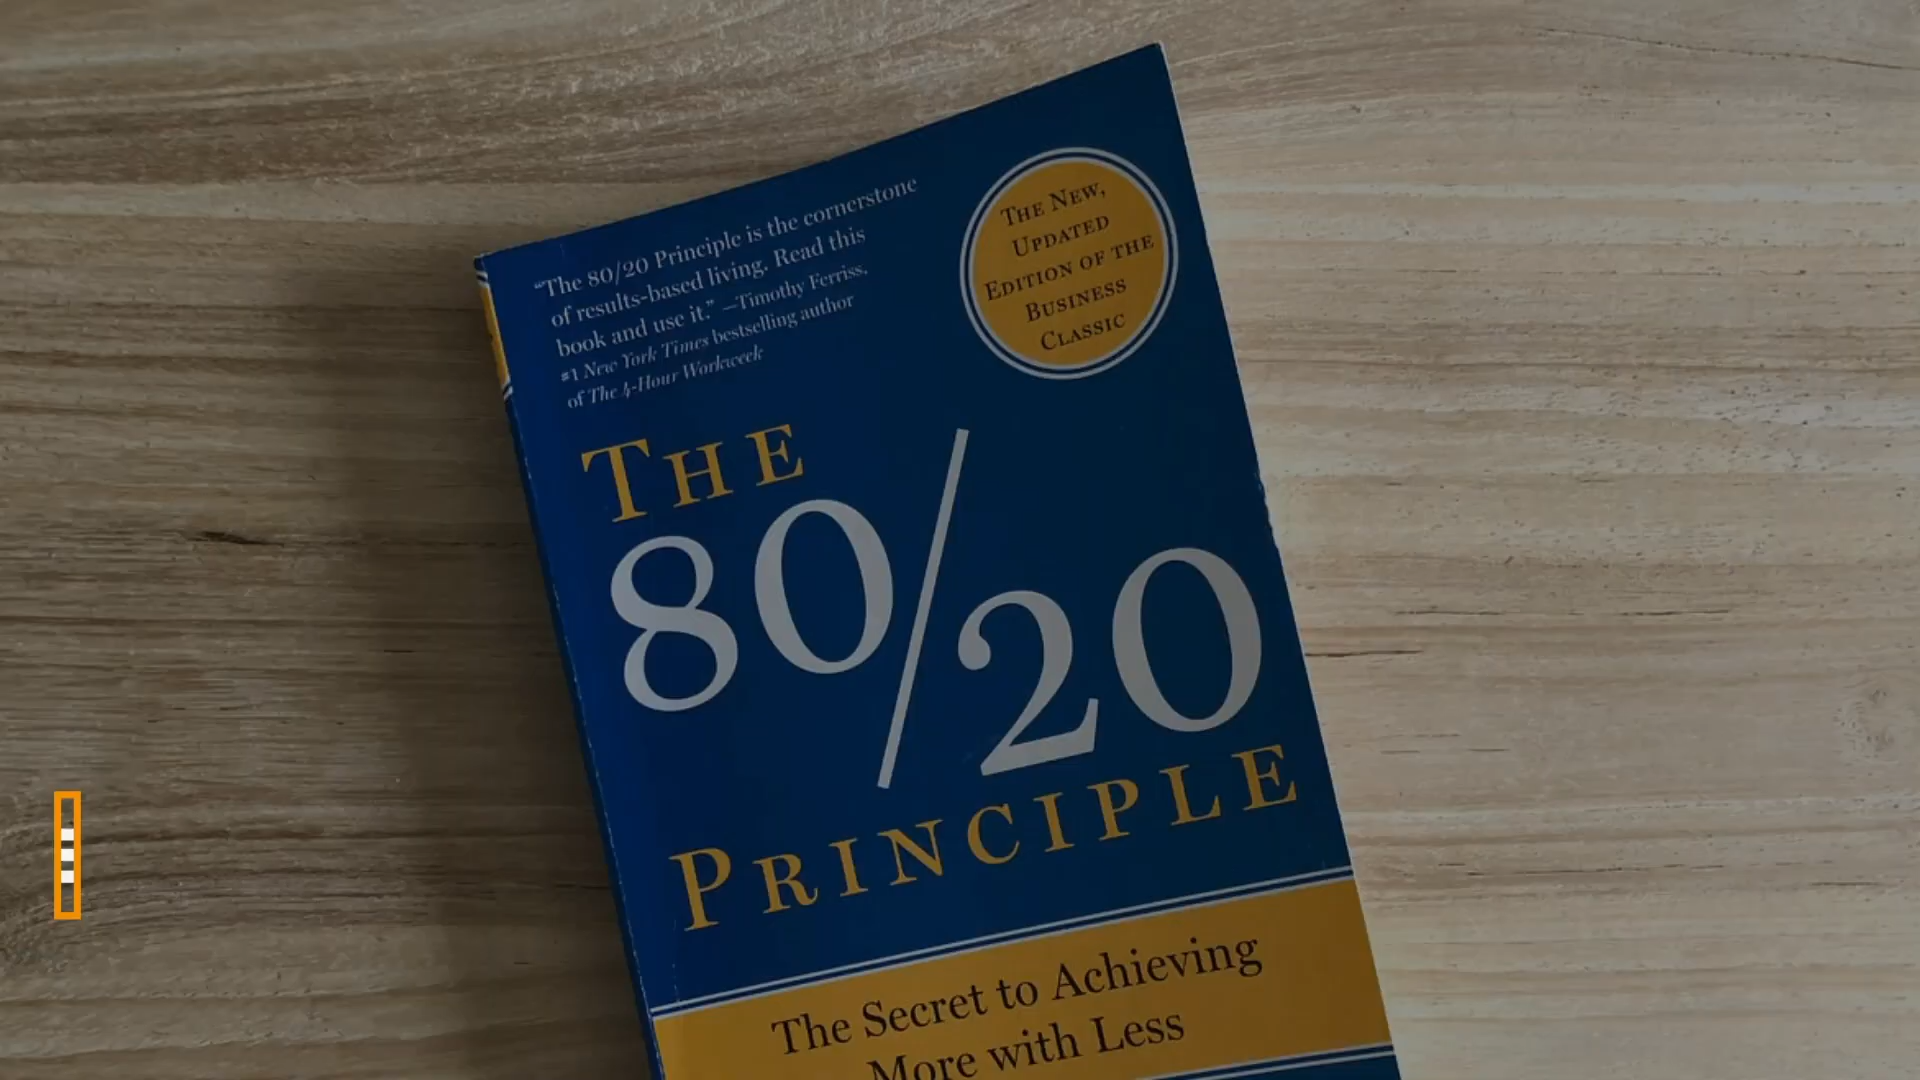 “The 80/20 Principle is the cornerstone
of results-based living. Read this
book and use it.” —Timothy Ferriss,
#1 New York Times bestselling author
of The 4-Hour Workweek
The New,
Updated
Edition of the
Business
Classic
The
80/20
Principle
The Secret to Achieving
More with Less